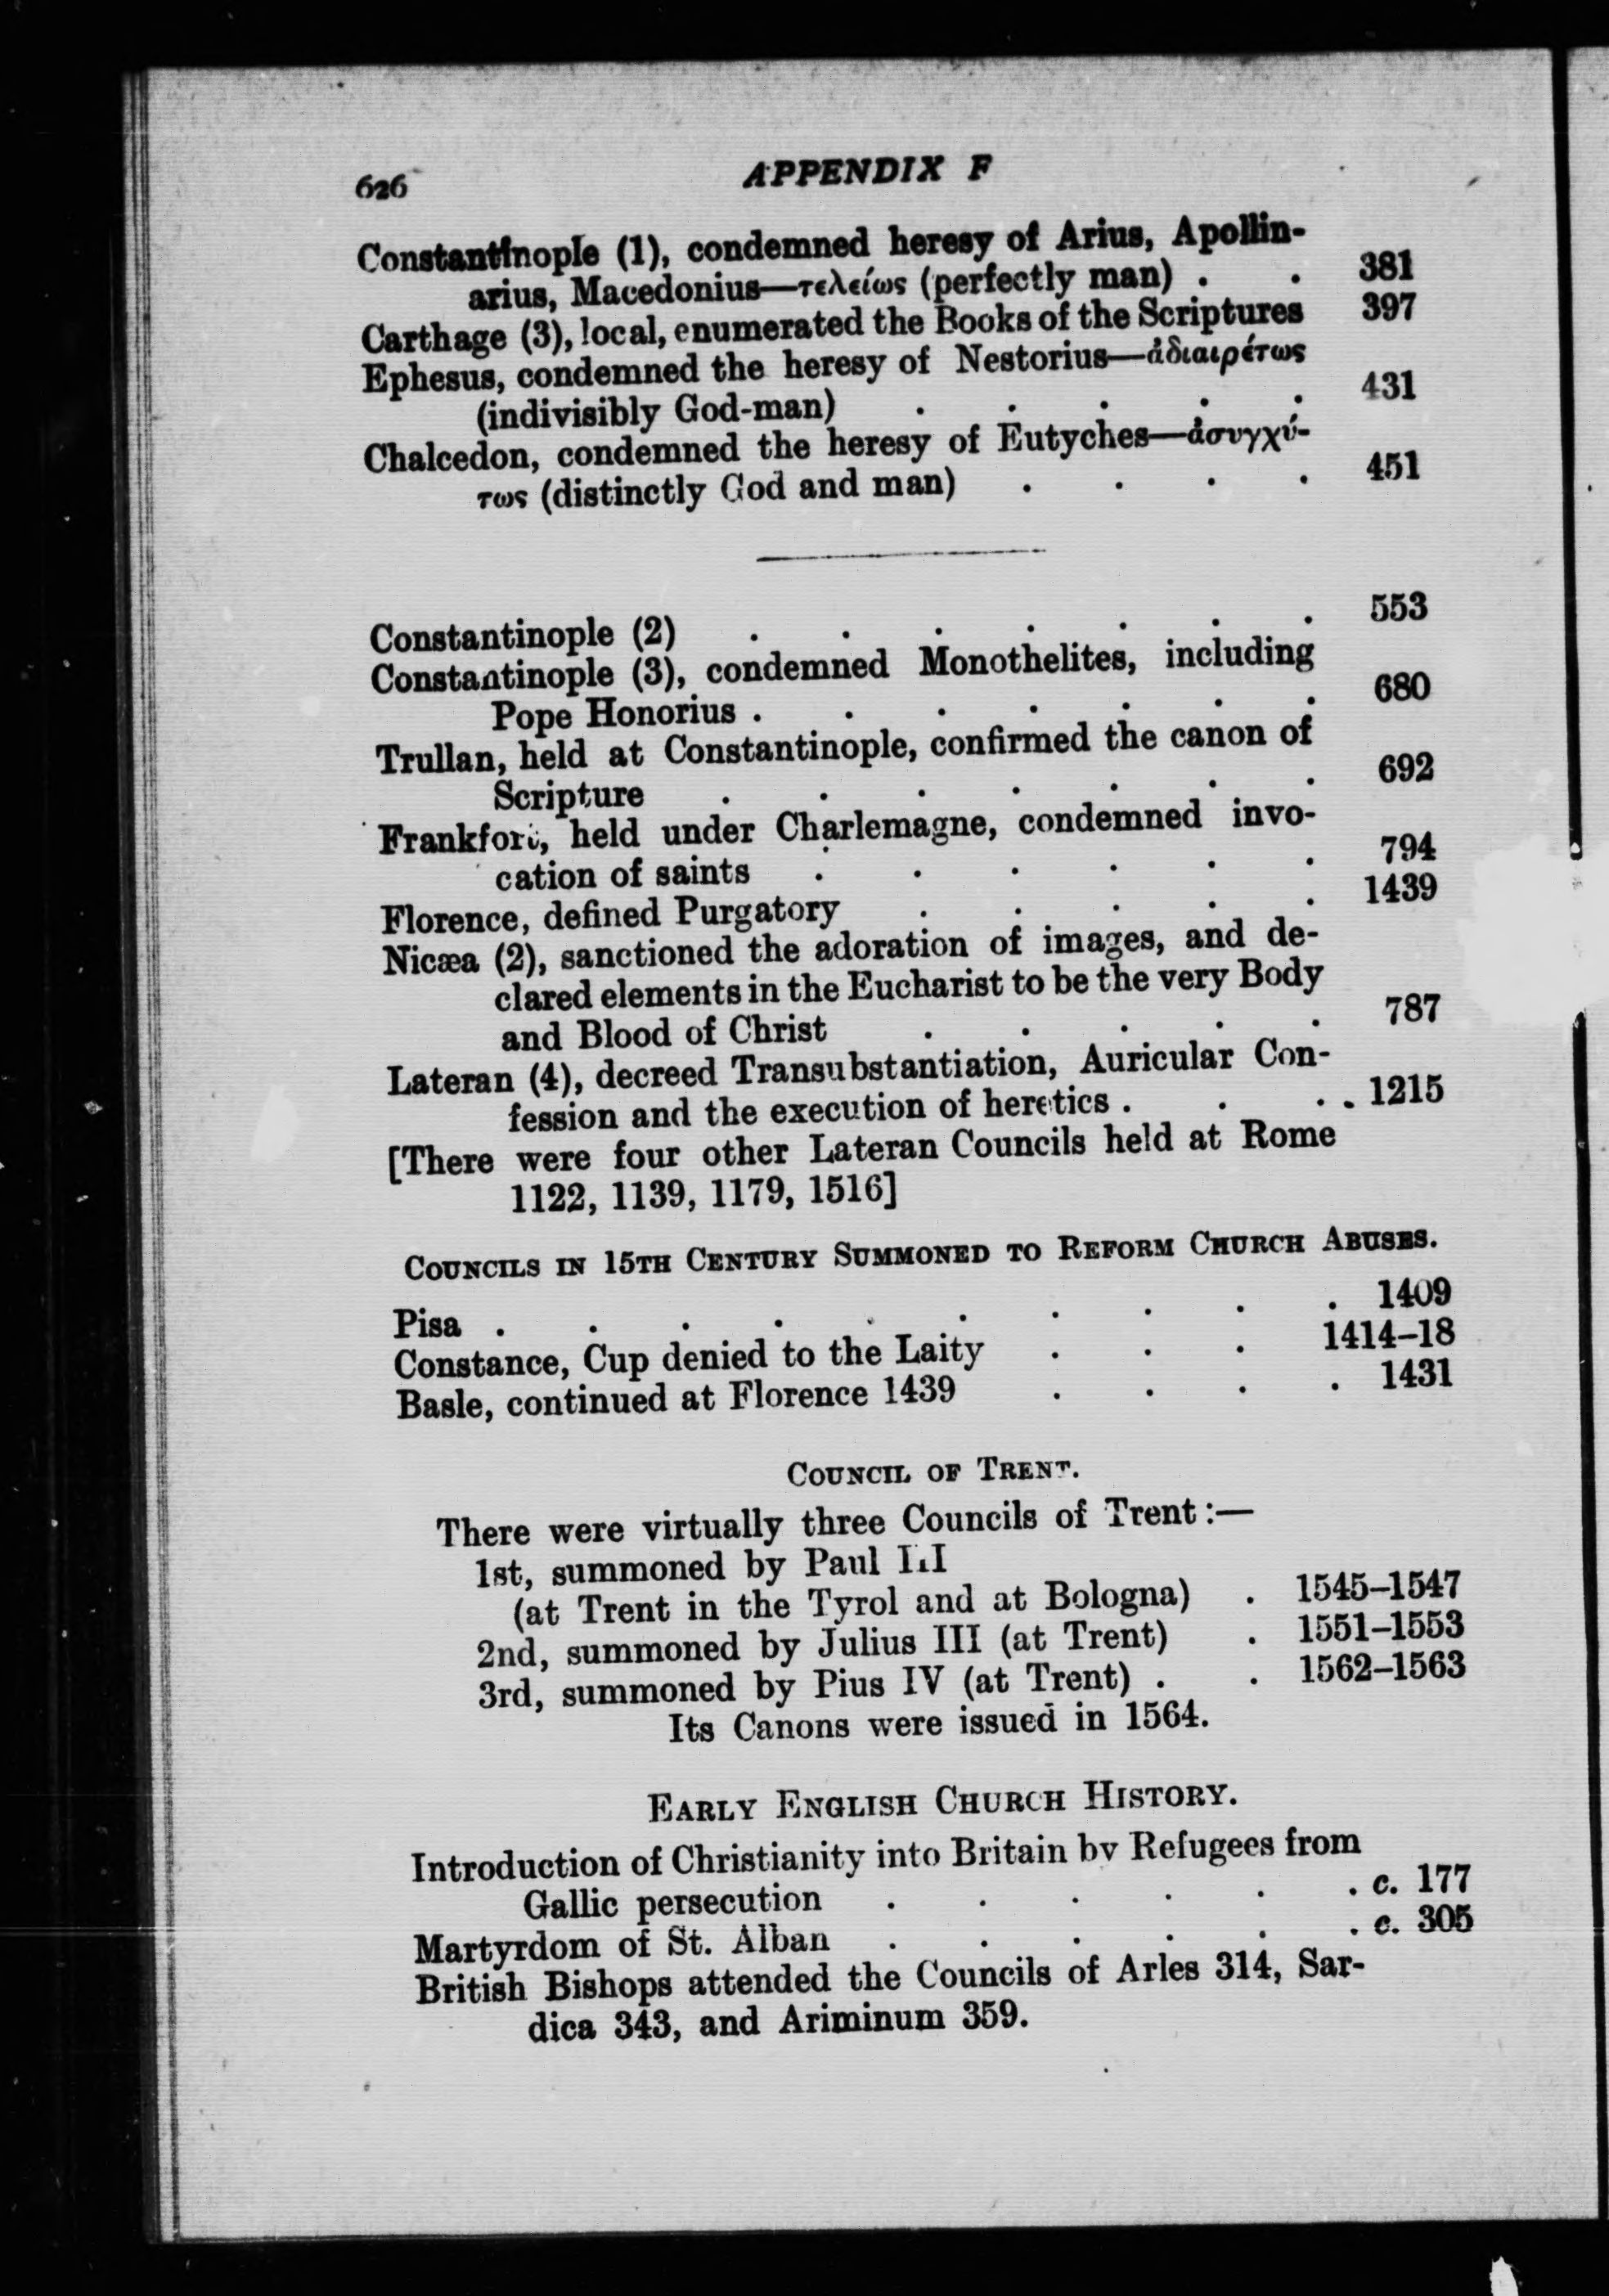 626 APPENDIX F
Constantinople (1), condemned heresy of Arius, Apollin-
arius, Macedonius—τελείως (perfectly man) . . 381
Carthage (3), local, enumerated the Books of the Scriptures 397
Ephesus, condemned the heresy of Nestorius—ἀδιαιρέτως
(indivisibly God-man) . . . . . 431
Chalcedon, condemned the heresy of Eutyches—ἀσυγχύ-
τως (distinctly God and man) . . . . 451
Constantinople (2) . . . . . . . 553
Constantinople (3), condemned Monothelites, including
Pope Honorius . . . . . . . 680
Trullan, held at Constantinople, confirmed the canon of
Scripture . . . . . . . 692
Frankfort, held under Charlemagne, condemned invo-
cation of saints . . . . . . 794
Florence, defined Purgatory . . . . . 1439
Nicæa (2), sanctioned the adoration of images, and de-
clared elements in the Eucharist to be the very Body
and Blood of Christ . . . . . 787
Lateran (4), decreed Transubstantiation, Auricular Con-
fession and the execution of heretics . . . . 1215
[There were four other Lateran Councils held at Rome
1122, 1139, 1179, 1516]
COUNCILS IN 15TH CENTURY SUMMONED TO REFORM CHURCH ABUSES.
Pisa . . . . . . . . . . 1409
Constance, Cup denied to the Laity . . . 1414–18
Basle, continued at Florence 1439 . . . . 1431
COUNCIL OF TRENT.
There were virtually three Councils of Trent:—
1st, summoned by Paul III
(at Trent in the Tyrol and at Bologna) . 1545–1547
2nd, summoned by Julius III (at Trent) . 1551–1553
3rd, summoned by Pius IV (at Trent) . . 1562–1563
Its Canons were issued in 1564.
EARLY ENGLISH CHURCH HISTORY.
Introduction of Christianity into Britain by Refugees from
Gallic persecution . . . . . . c. 177
Martyrdom of St. Alban . . . . . . c. 305
British Bishops attended the Councils of Arles 314, Sar-
dica 343, and Ariminum 359.